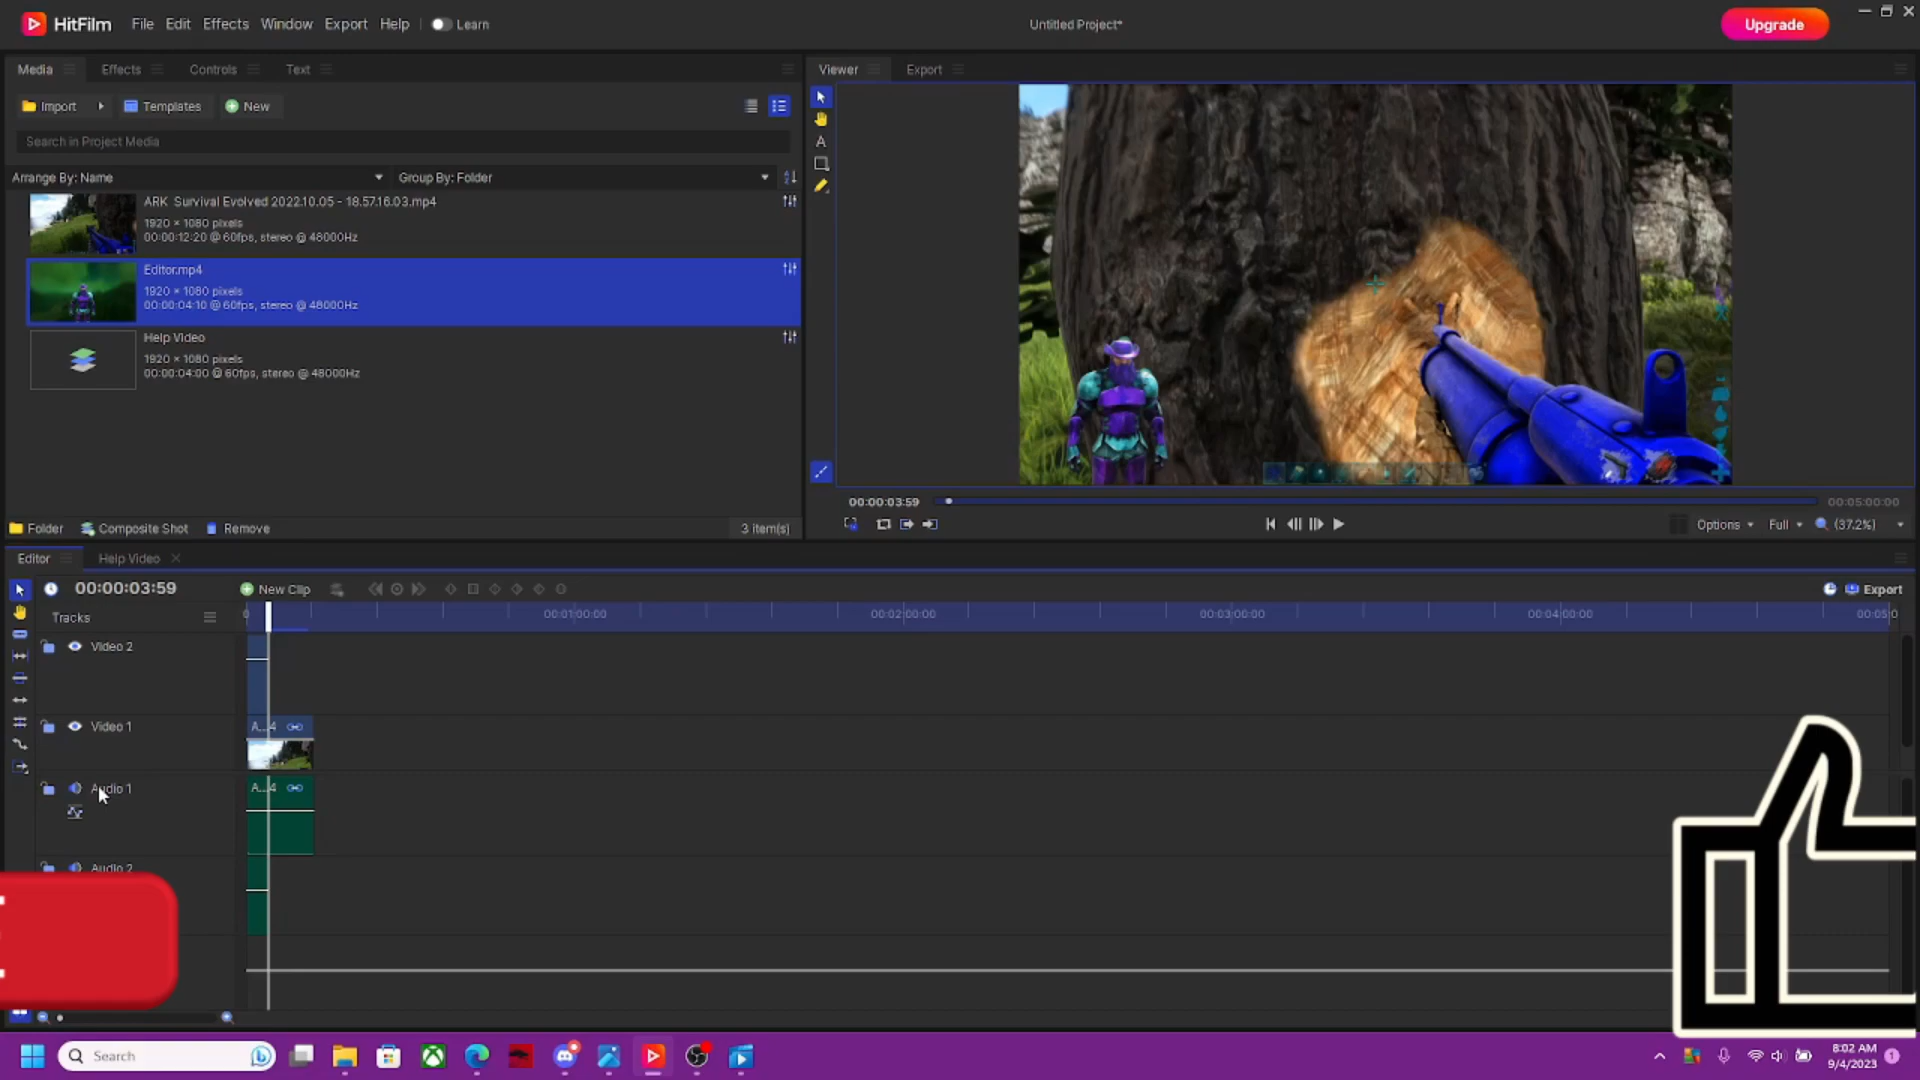 HitFilm File Edit Effects Window Export Help Learn
Untitled Project*
Upgrade
Media Effects Controls Text
Viewer Export
Import Templates New
Search in Project Media
Arrange By: Name Group By: Folder
ARK Survival Evolved 2022.10.05 - 18.57.16.03.mp4
1920 × 1080 pixels
00:00:12:20 @ 60fps, stereo @ 48000Hz
Editor.mp4
1920 × 1080 pixels
00:00:04:10 @ 60fps, stereo @ 48000Hz
Help Video
1920 × 1080 pixels
00:00:04:00 @ 60fps, stereo @ 48000Hz
Folder Composite Shot Remove 3 item(s)
00:00:03:59 00:05:00:00
Options Full (37.2%)
Editor Help Video
00:00:03:59 New Clip Export
Tracks 0 00:01:00:00 00:02:00:00 00:03:00:00 00:04:00:00 00:05:0
Video 2
Video 1 A...4
Audio 1 A...4
Audio 2
E
Search
8:02 AM
9/4/2023
1